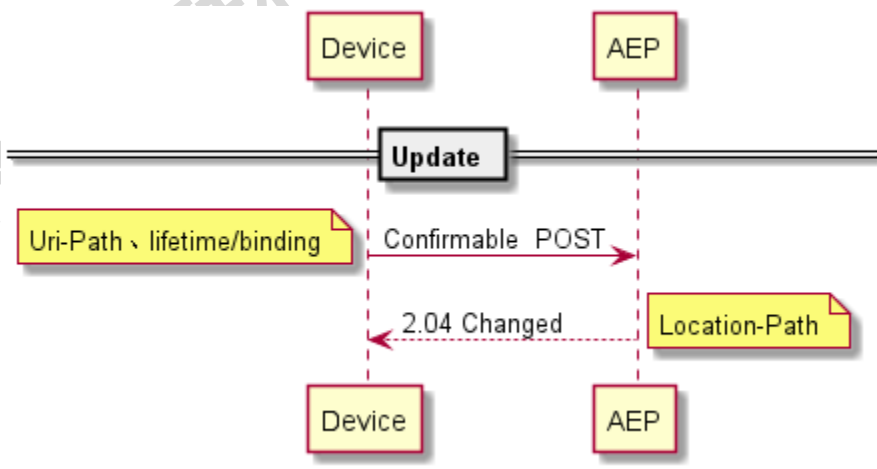 Device
AEP
Update
Uri-Path、lifetime/binding
Confirmable POST
2.04 Changed
Location-Path
Device
AEP